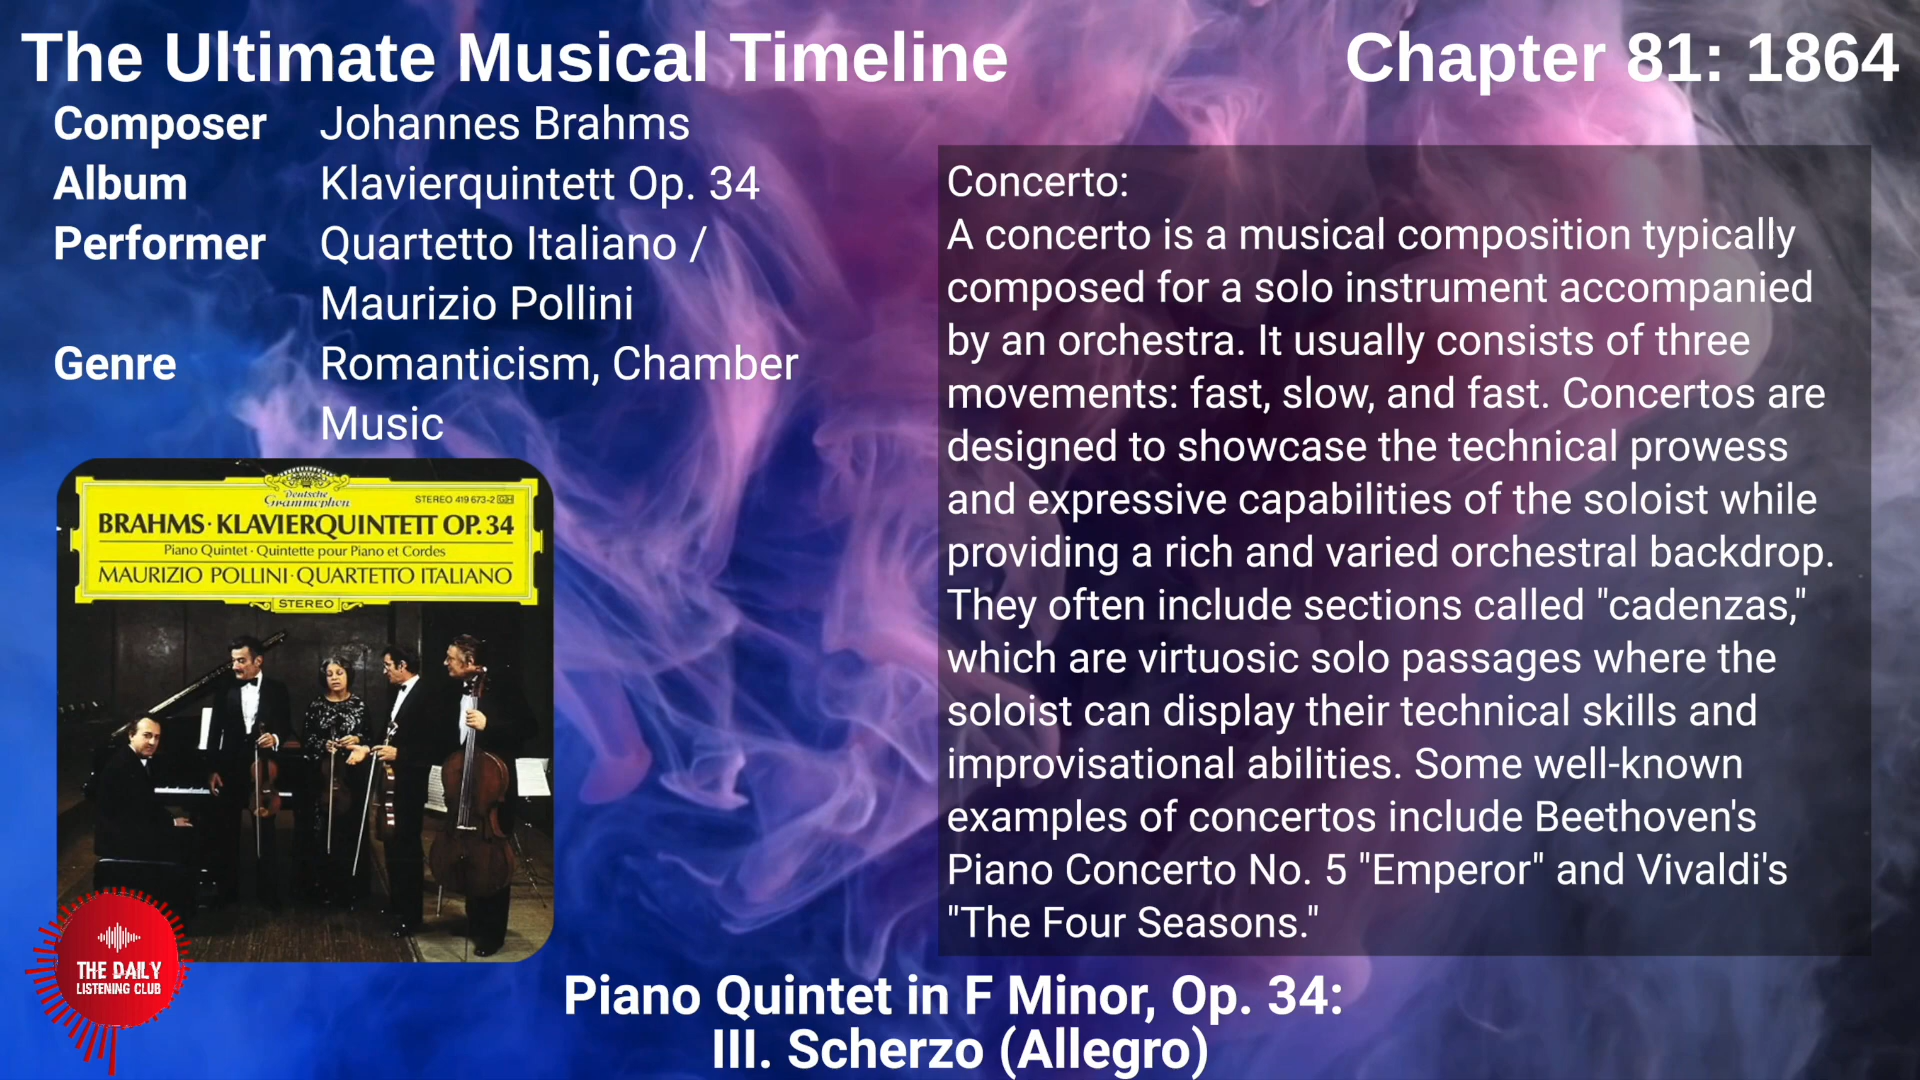 The Ultimate Musical Timeline
Chapter 81: 1864
Composer Johannes Brahms
Album Klavierquintett Op. 34
Performer Quartetto Italiano /
Maurizio Pollini
Genre Romanticism, Chamber
Music
Deutsche
Grammophon
STEREO 419 673-2 GH
BRAHMS · KLAVIERQUINTETT OP. 34
Piano Quintet · Quintette pour Piano et Cordes
MAURIZIO POLLINI · QUARTETTO ITALIANO
STEREO
THE DAILY
LISTENING CLUB
Concerto:
A concerto is a musical composition typically
composed for a solo instrument accompanied
by an orchestra. It usually consists of three
movements: fast, slow, and fast. Concertos are
designed to showcase the technical prowess
and expressive capabilities of the soloist while
providing a rich and varied orchestral backdrop.
They often include sections called "cadenzas,"
which are virtuosic solo passages where the
soloist can display their technical skills and
improvisational abilities. Some well-known
examples of concertos include Beethoven's
Piano Concerto No. 5 "Emperor" and Vivaldi's
"The Four Seasons."
Piano Quintet in F Minor, Op. 34:
III. Scherzo (Allegro)